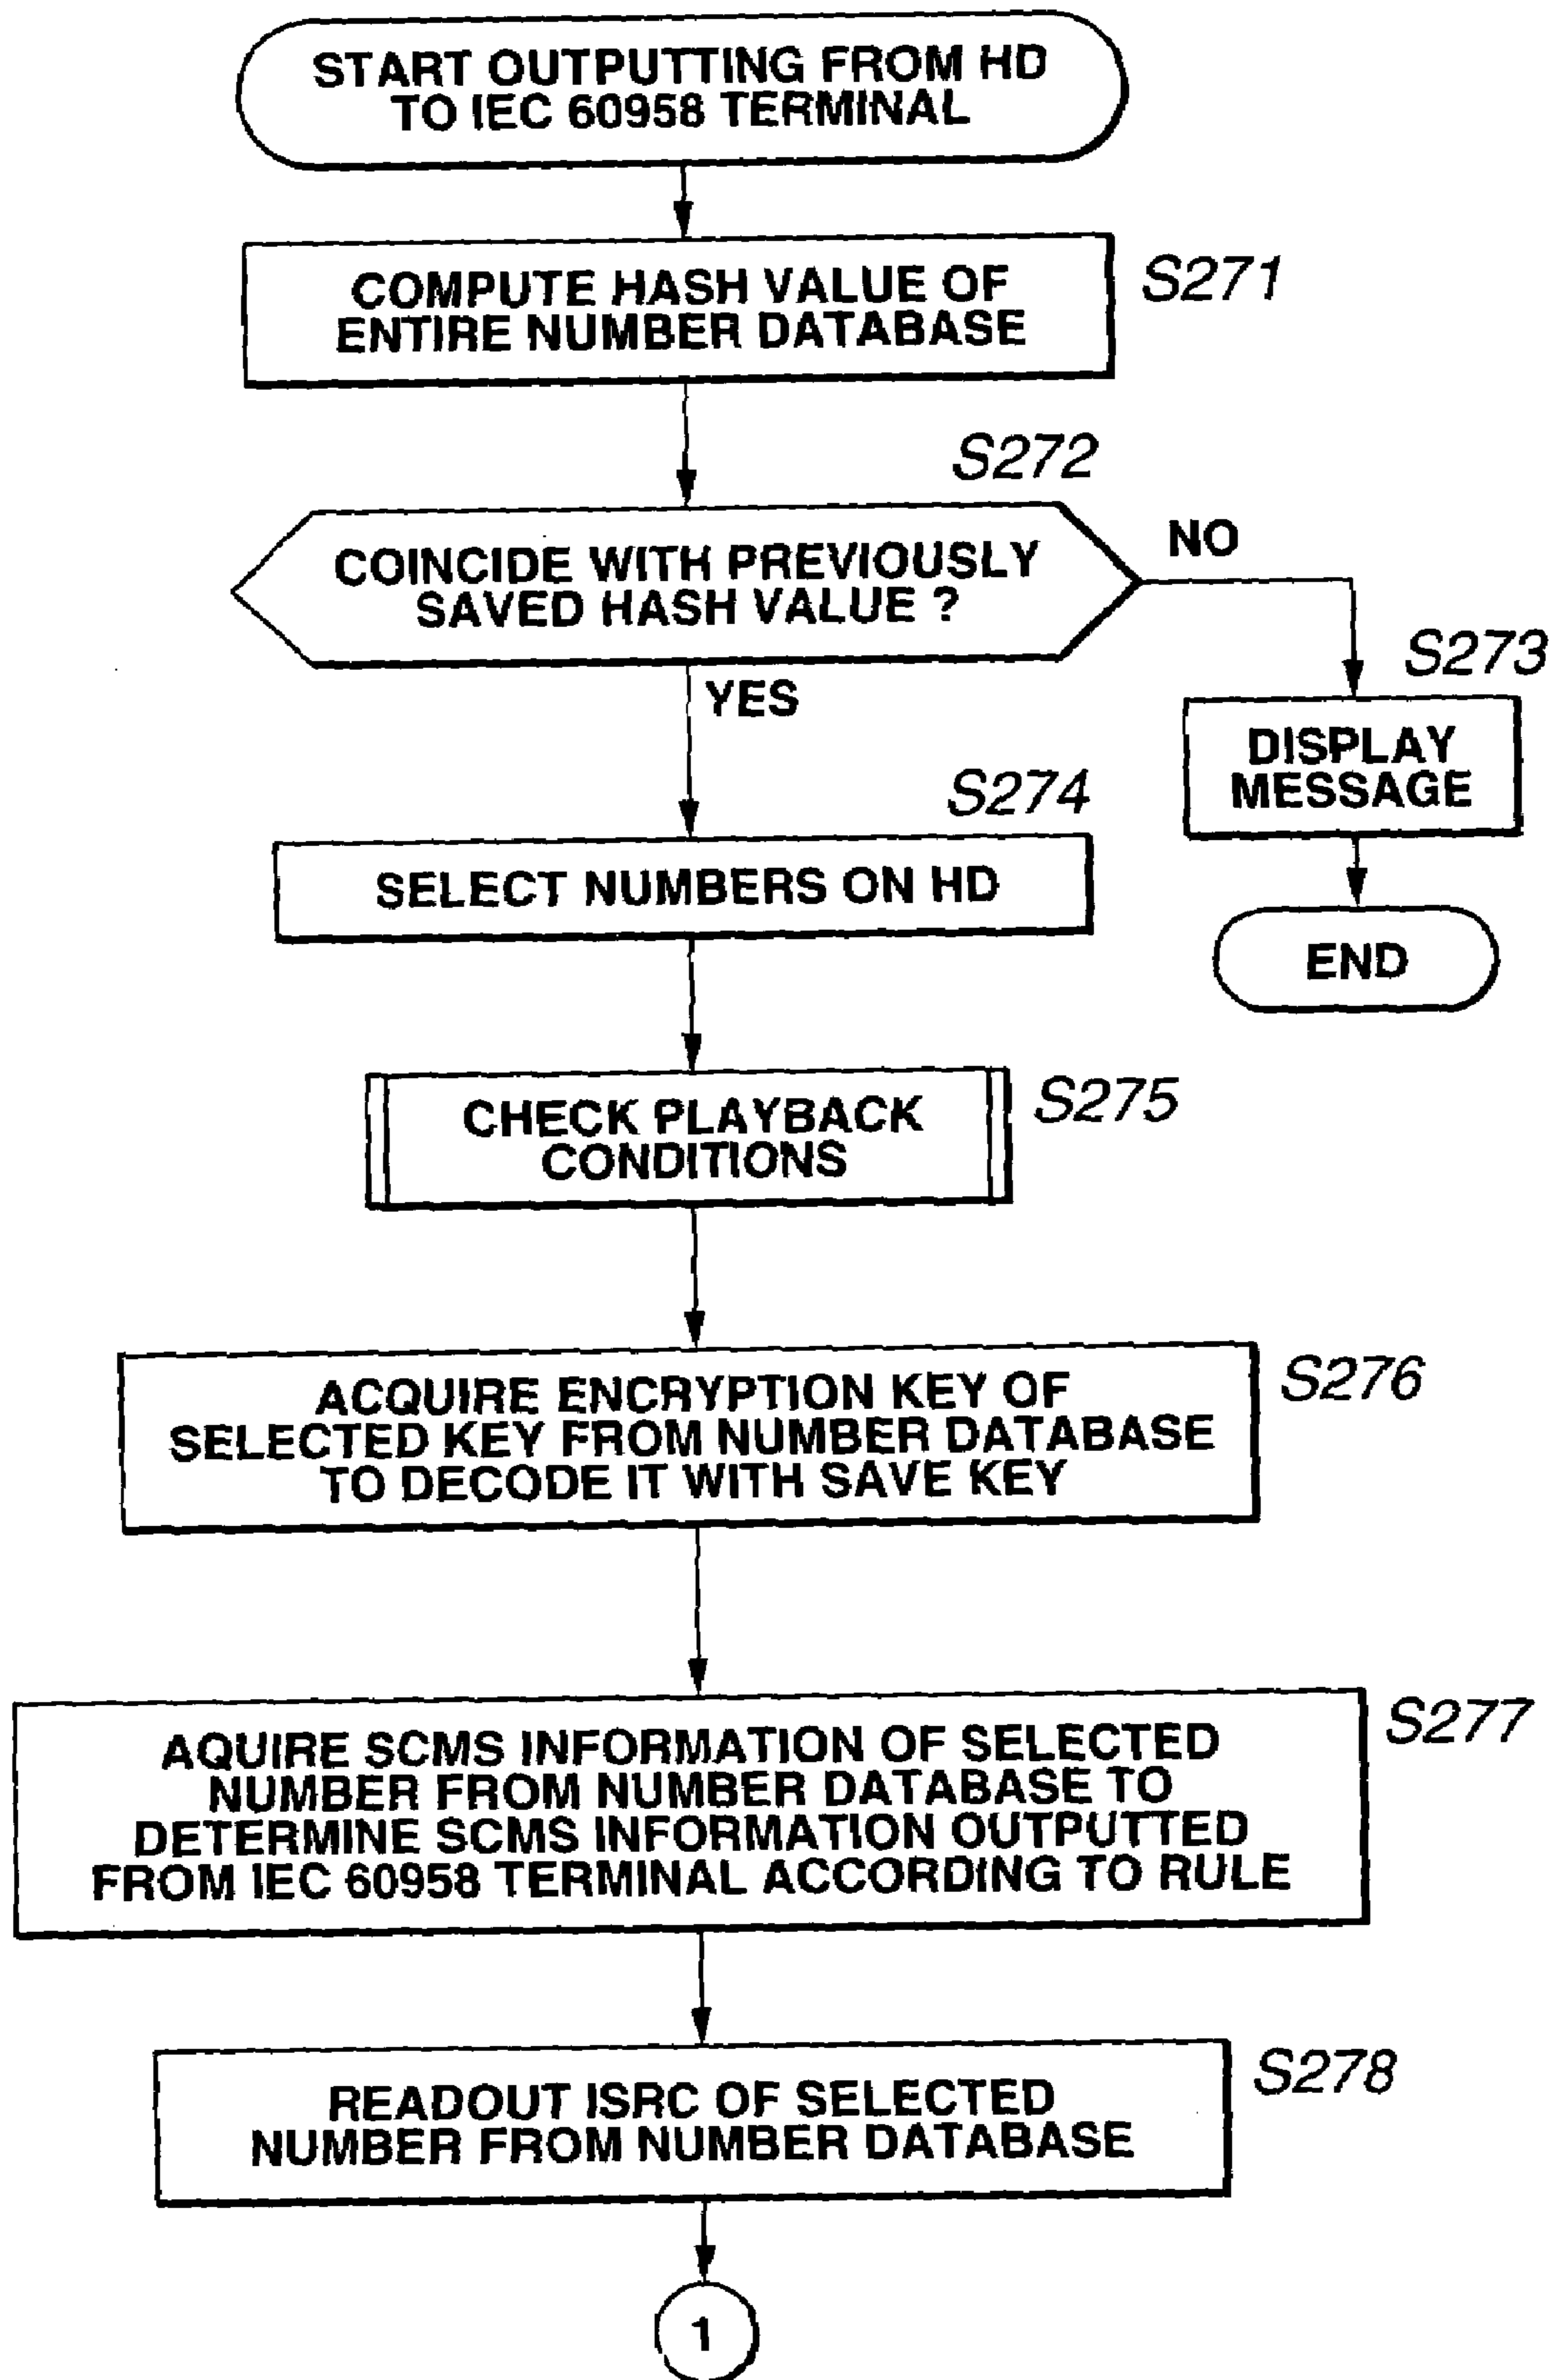 START OUTPUTTING FROM HD
TO IEC 60958 TERMINAL
COMPUTE HASH VALUE OF
ENTIRE NUMBER DATABASE
S271
S272
COINCIDE WITH PREVIOUSLY
SAVED HASH VALUE ?
NO
YES
S273
DISPLAY
MESSAGE
END
S274
SELECT NUMBERS ON HD
CHECK PLAYBACK
CONDITIONS
S275
ACQUIRE ENCRYPTION KEY OF
SELECTED KEY FROM NUMBER DATABASE
TO DECODE IT WITH SAVE KEY
S276
AQUIRE SCMS INFORMATION OF SELECTED
NUMBER FROM NUMBER DATABASE TO
DETERMINE SCMS INFORMATION OUTPUTTED
FROM IEC 60958 TERMINAL ACCORDING TO RULE
S277
READOUT ISRC OF SELECTED
NUMBER FROM NUMBER DATABASE
S278
1